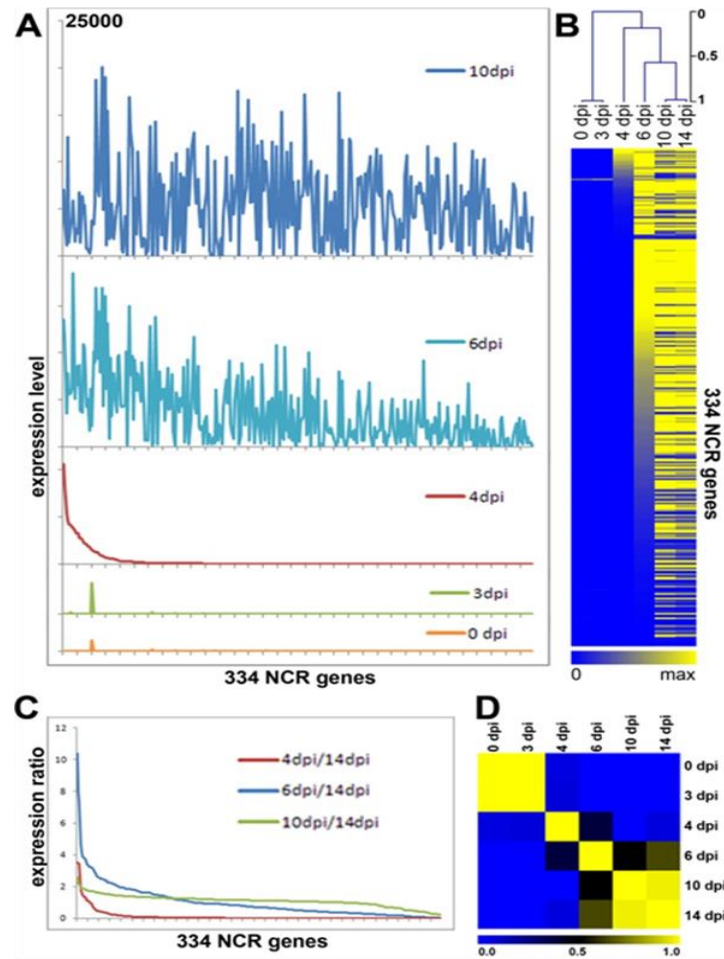 A
25000
10dpi
6dpi
4dpi
3dpi
0 dpi
expression level
334 NCR genes
B
0
0.5
1
0 dpi
3 dpi
4 dpi
6 dpi
10 dpi
14 dpi
334 NCR genes
0 max
C
12
10
8
6
4
2
0
4dpi/14dpi
6dpi/14dpi
10dpi/14dpi
expression ratio
334 NCR genes
D
0 dpi
3 dpi
4 dpi
6 dpi
10 dpi
14 dpi
0 dpi
3 dpi
4 dpi
6 dpi
10 dpi
14 dpi
0.0 0.5 1.0